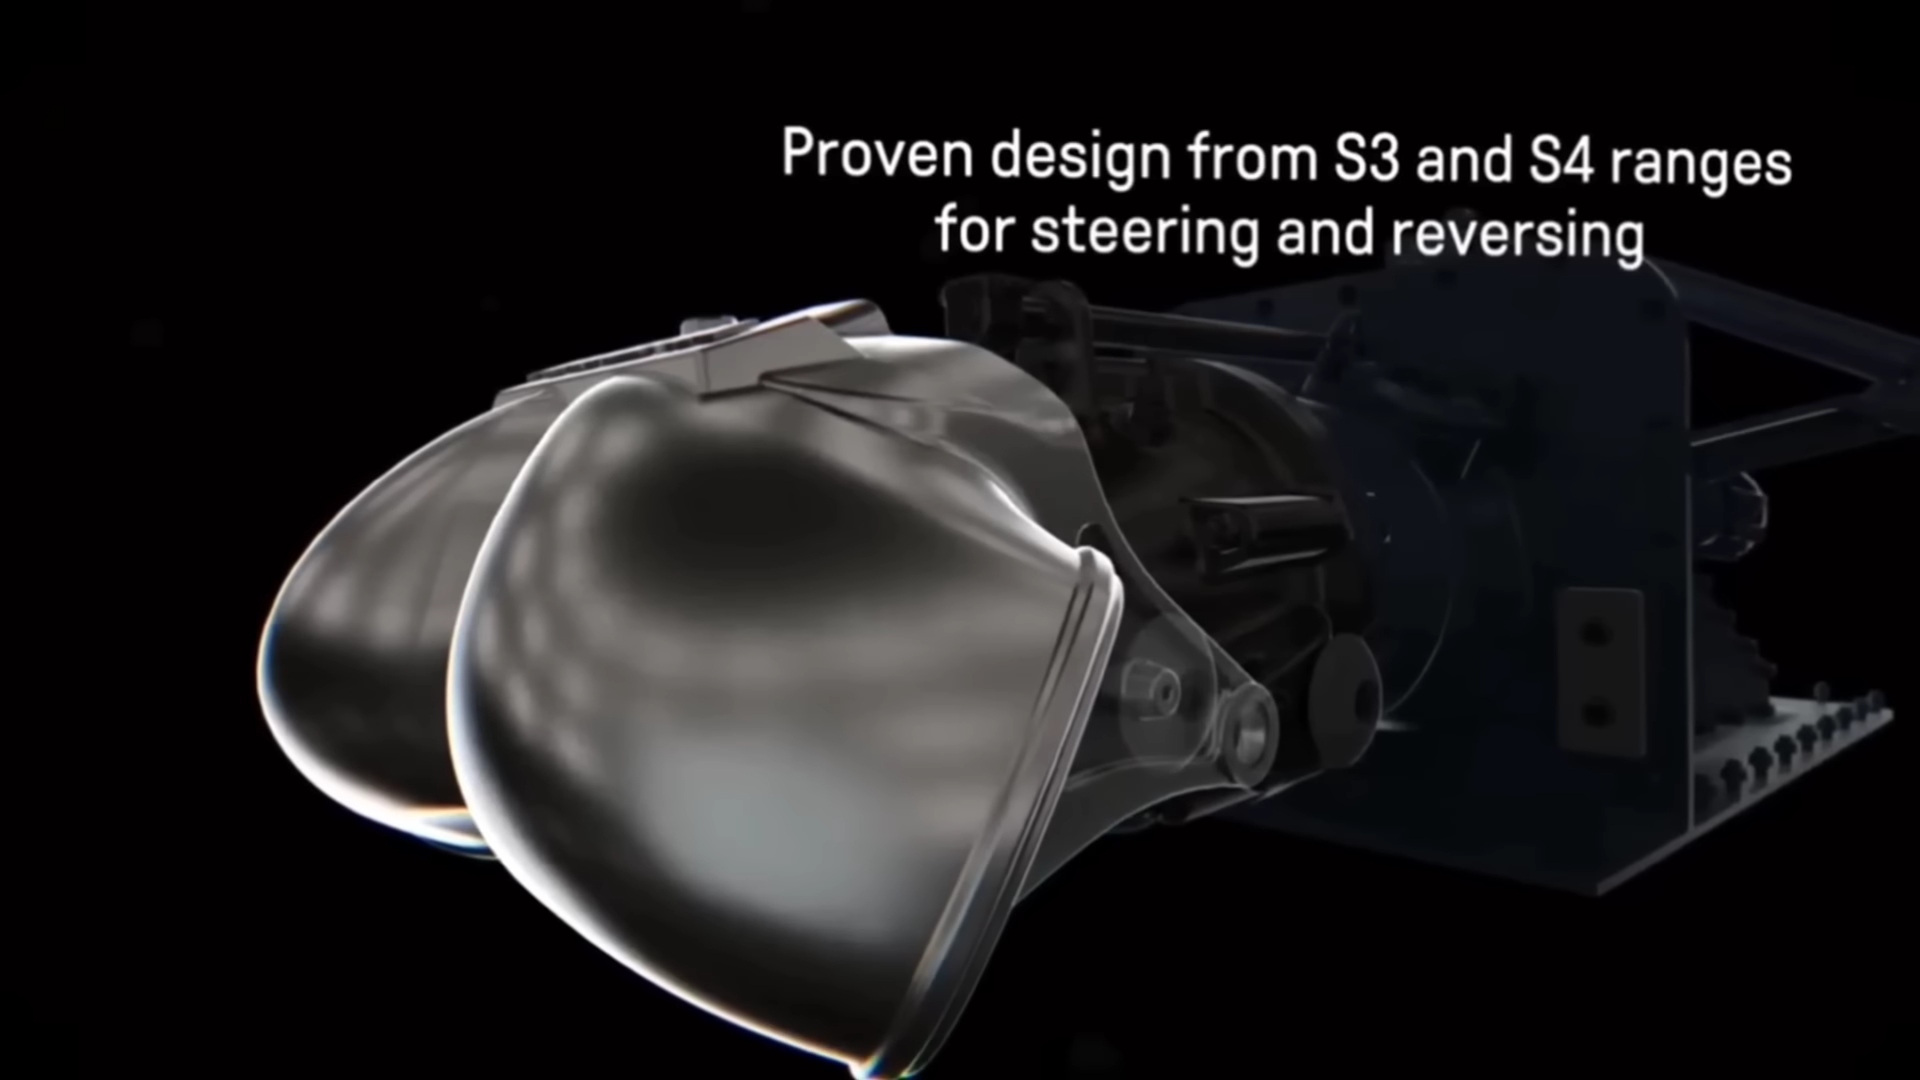 Proven design from S3 and S4 ranges
for steering and reversing